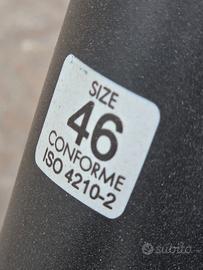 SIZE
46
CONFORME
ISO 4210-2
subito